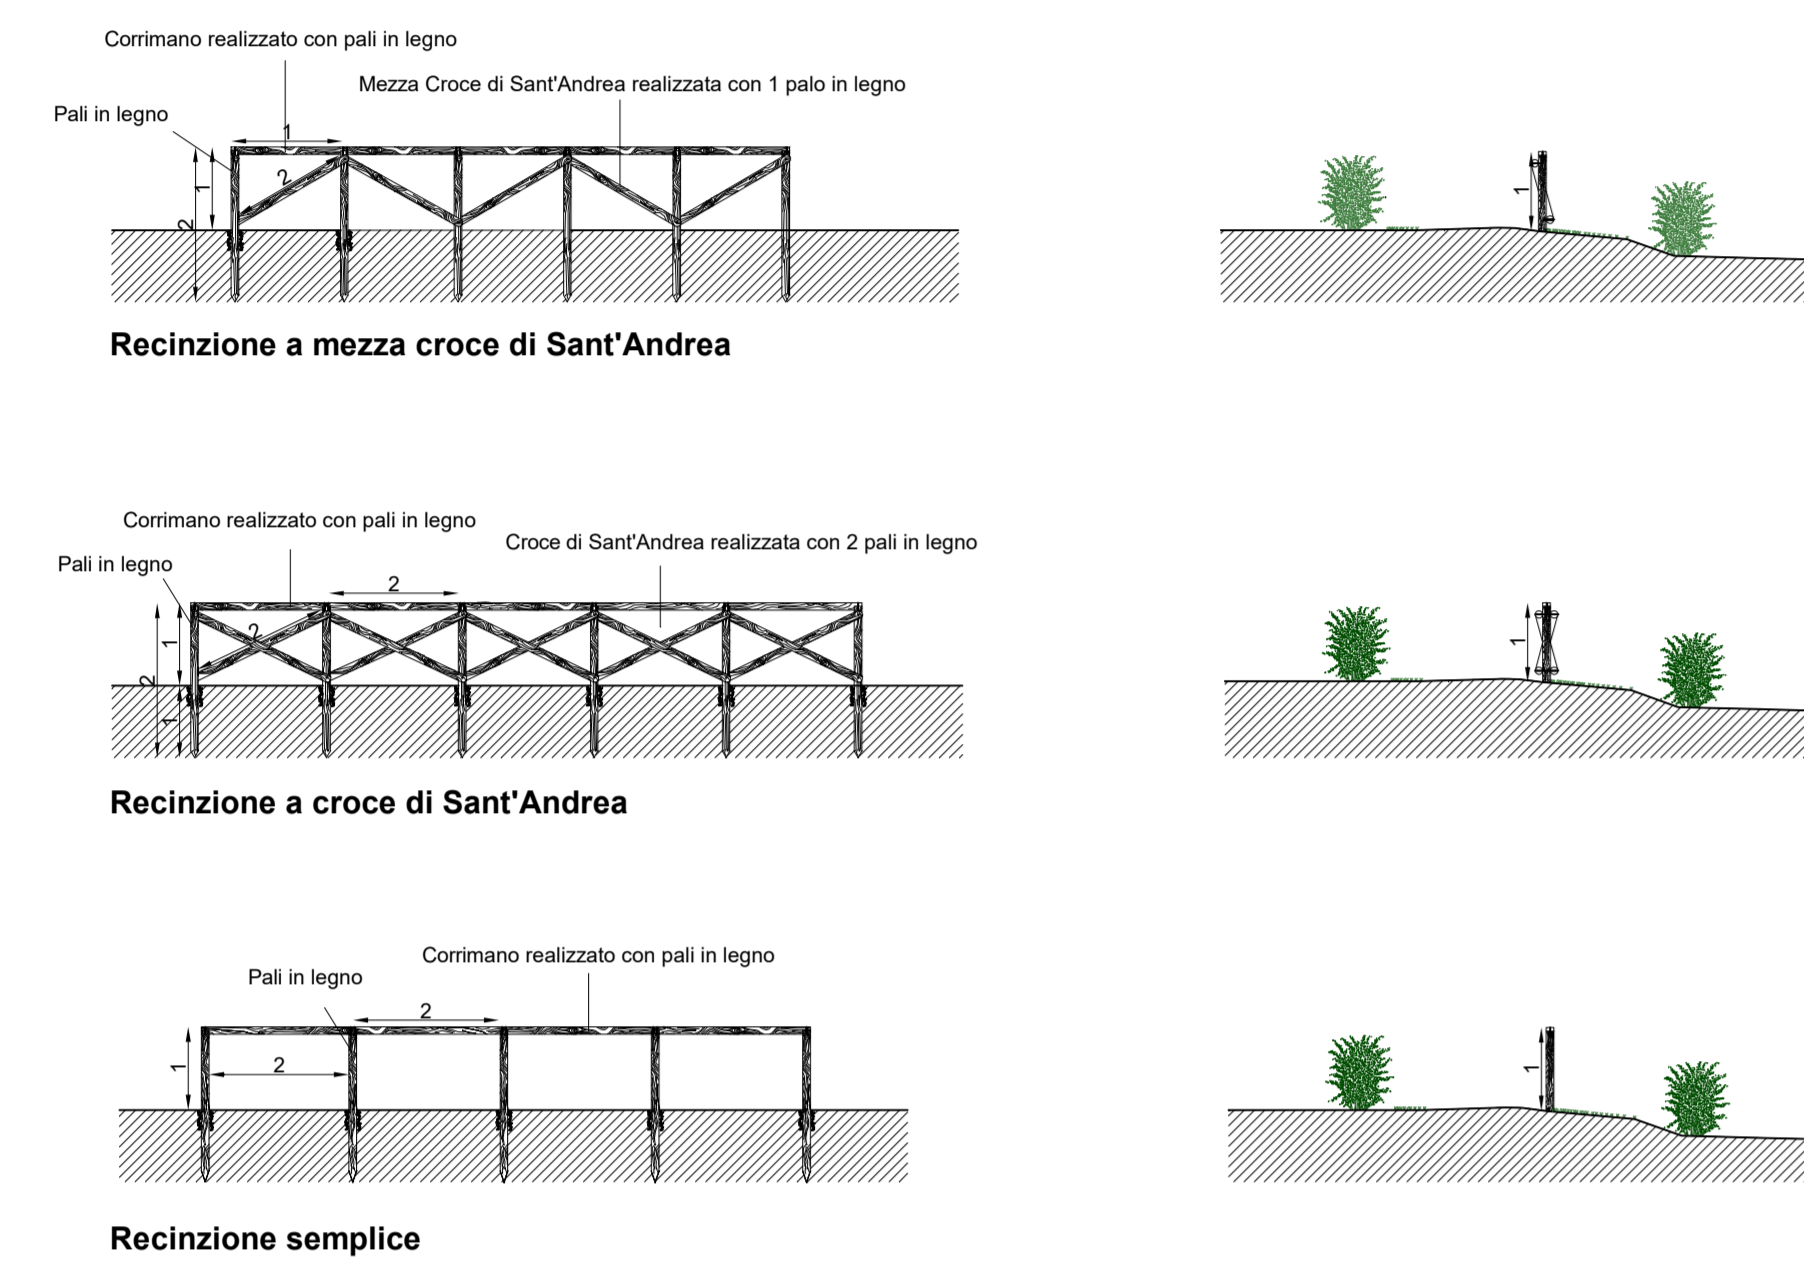 Corrimano realizzato con pali in legno
Mezza Croce di Sant'Andrea realizzata con 1 palo in legno
Pali in legno
1
2
1
2
1
Recinzione a mezza croce di Sant'Andrea
Corrimano realizzato con pali in legno
Croce di Sant'Andrea realizzata con 2 pali in legno
Pali in legno
2
2
1
2
1
1
Recinzione a croce di Sant'Andrea
Corrimano realizzato con pali in legno
Pali in legno
2
2
1
1
Recinzione semplice